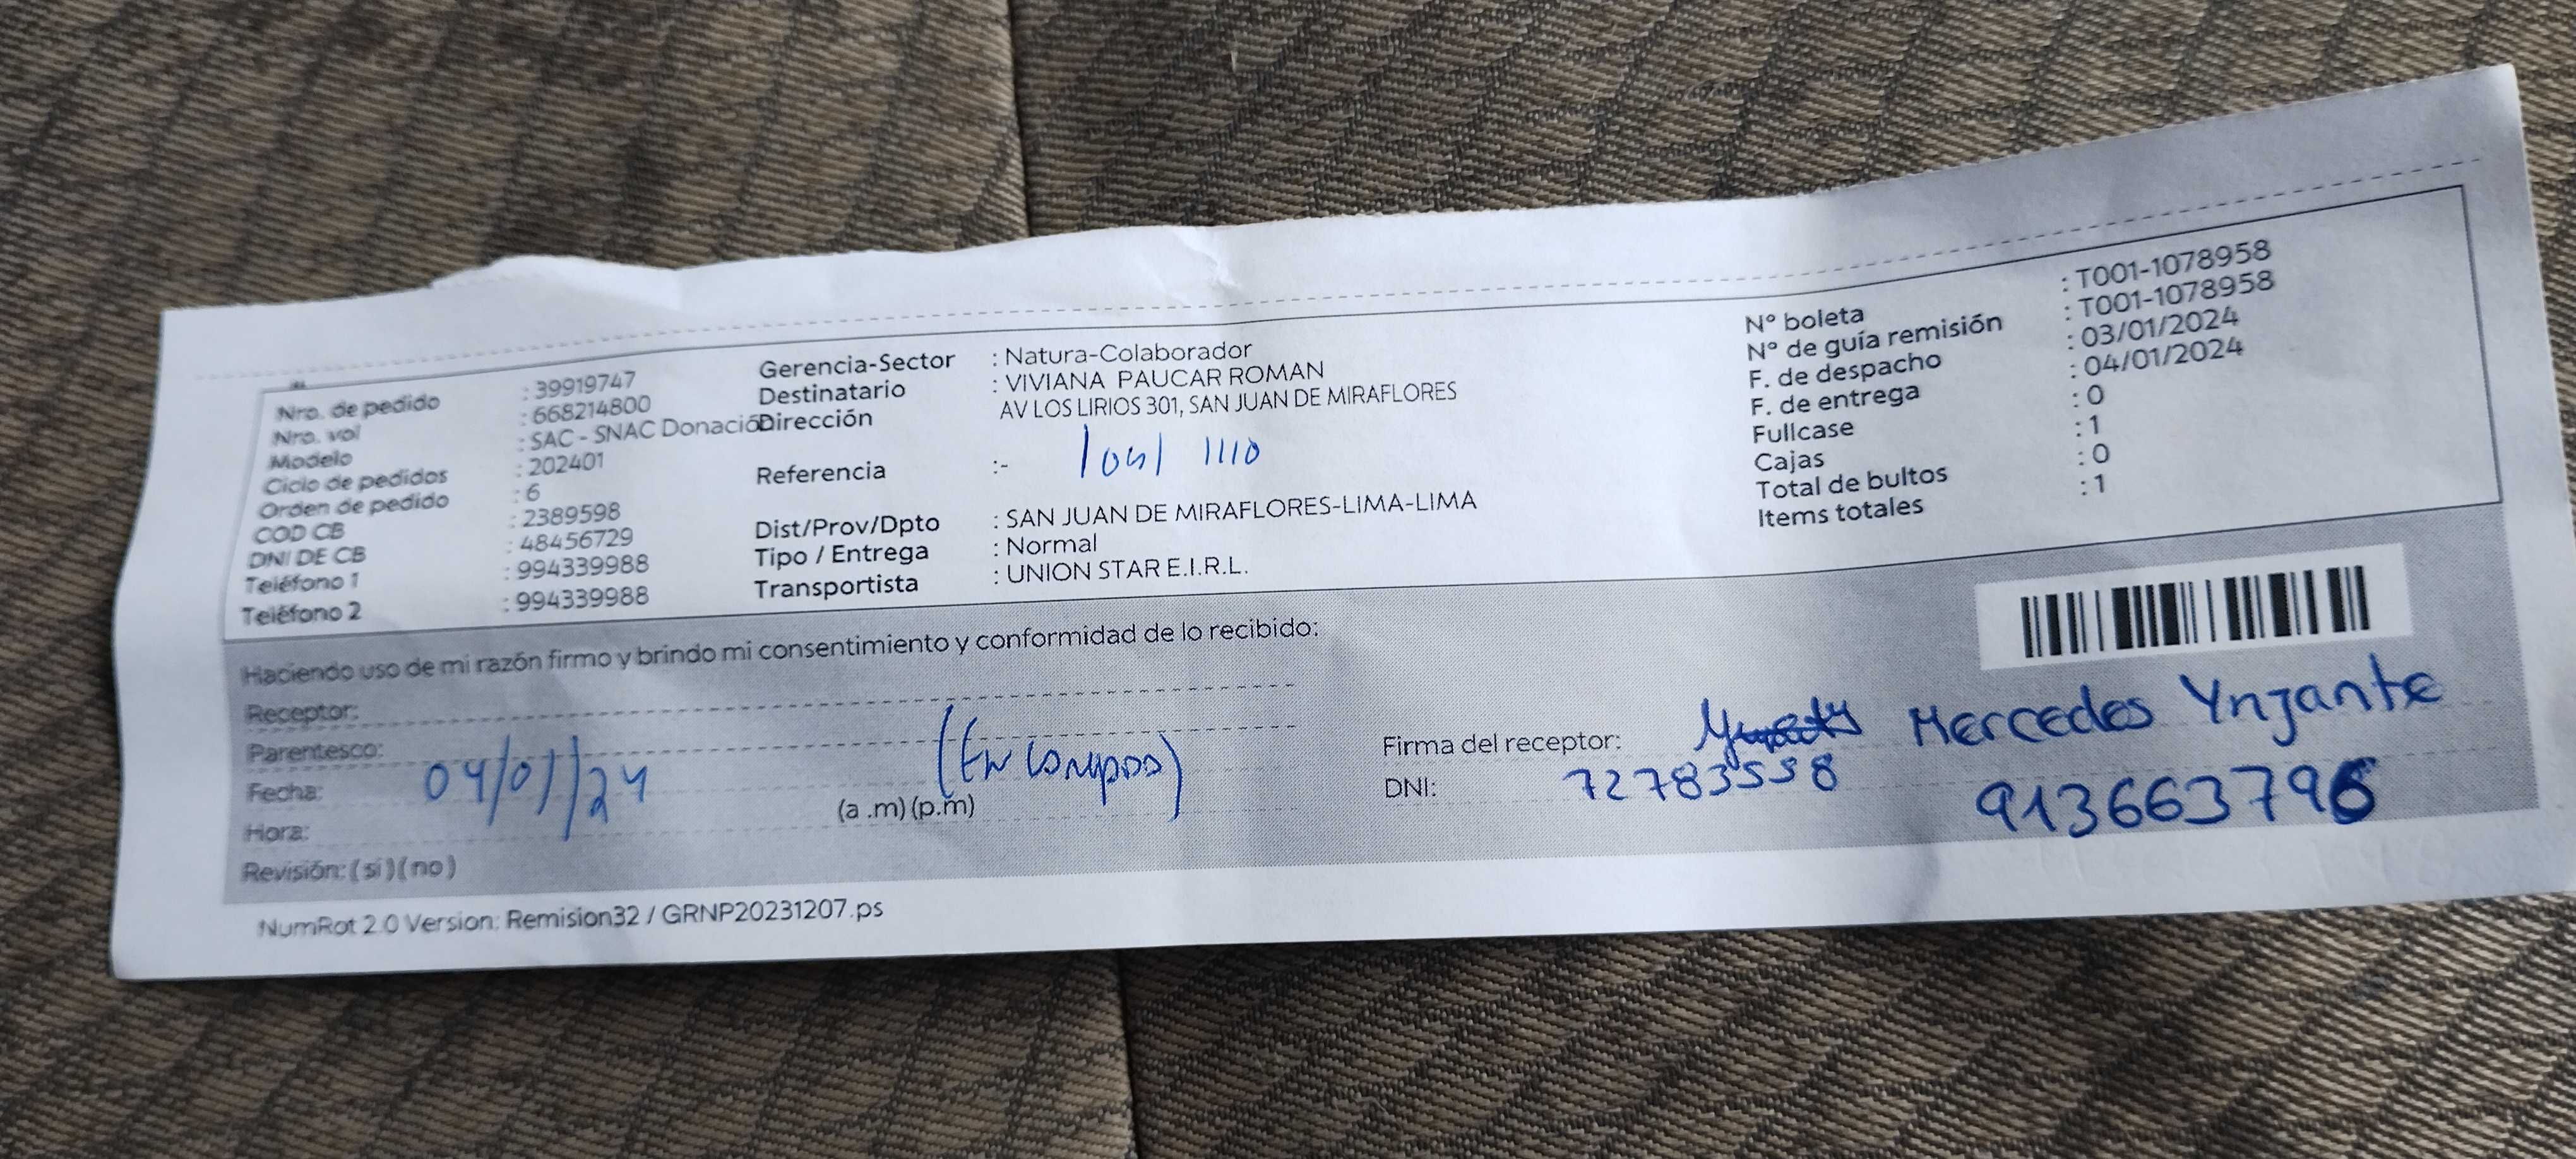 Nro. de pedido : 39919747
Nro. vol : 668214800
Modelo : SAC - SNAC Donació
Ciclo de pedidos : 202401
Orden de pedido : 6
COD CB : 2389598
DNI DE CB : 48456729
Teléfono 1 : 994339988
Teléfono 2 : 994339988
Gerencia-Sector : Natura-Colaborador
Destinatario : VIVIANA PAUCAR ROMAN
Dirección AV LOS LIRIOS 301, SAN JUAN DE MIRAFLORES
Referencia :- 1110
Dist/Prov/Dpto : SAN JUAN DE MIRAFLORES-LIMA-LIMA
Tipo / Entrega : Normal
Transportista : UNION STAR E.I.R.L.
N° boleta : T001-1078958
N° de guía remisión : T001-1078958
F. de despacho : 03/01/2024
F. de entrega : 04/01/2024
Fullcase : 0
Cajas : 1
Total de bultos : 0
Items totales : 1
Haciendo uso de mi razón firmo y brindo mi consentimiento y conformidad de lo recibido:
Receptor:
Parentesco:
Fecha: 04/01/24
Hora: (a .m) (p.m)
Revisión: ( sí ) ( no )
Firma del receptor: Mercedes Ynjante
DNI: 72783558
913663796
NumRot 2.0 Version: Remision32 / GRNP20231207.ps